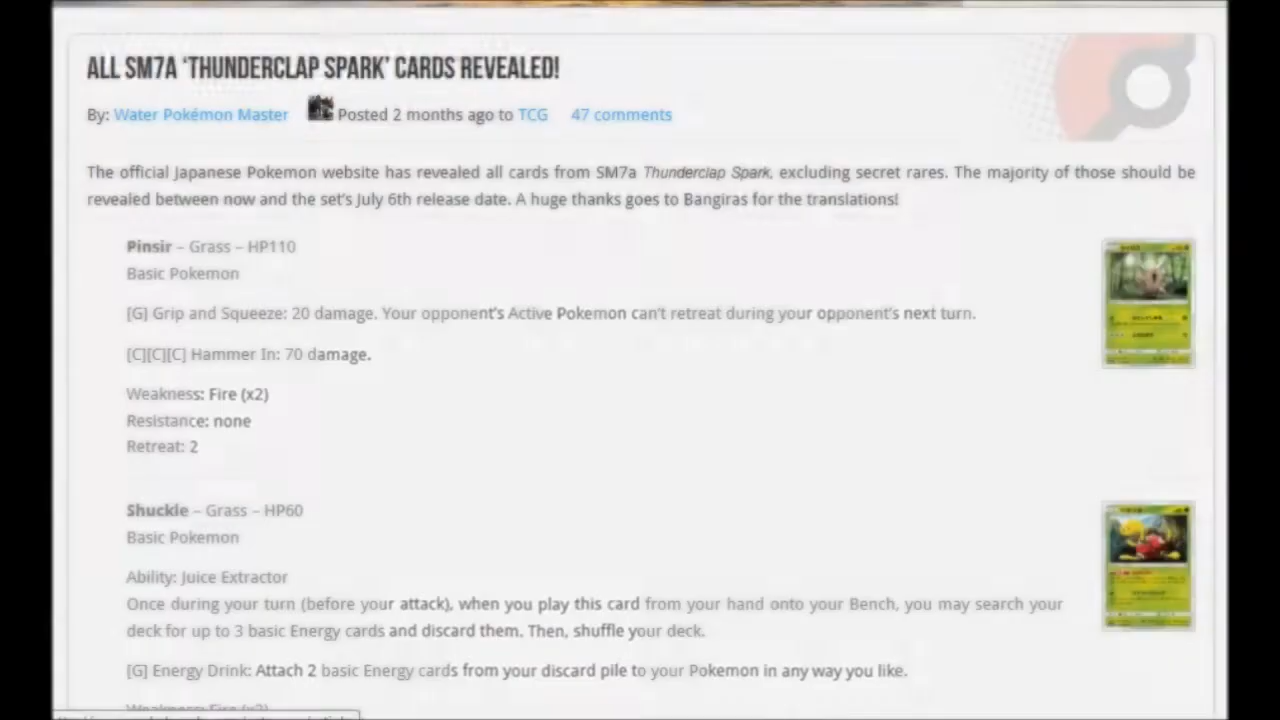 ALL SM7A ‘THUNDERCLAP SPARK’ CARDS REVEALED!
By: Water Pokémon Master Posted 2 months ago to TCG 47 comments
The official Japanese Pokemon website has revealed all cards from SM7a Thunderclap Spark, excluding secret rares. The majority of those should be
revealed between now and the set’s July 6th release date. A huge thanks goes to Bangiras for the translations!
Pinsir – Grass – HP110
Basic Pokemon
[G] Grip and Squeeze: 20 damage. Your opponent’s Active Pokemon can’t retreat during your opponent’s next turn.
[C][C][C] Hammer In: 70 damage.
Weakness: Fire (x2)
Resistance: none
Retreat: 2
Shuckle – Grass – HP60
Basic Pokemon
Ability: Juice Extractor
Once during your turn (before your attack), when you play this card from your hand onto your Bench, you may search your
deck for up to 3 basic Energy cards and discard them. Then, shuffle your deck.
[G] Energy Drink: Attach 2 basic Energy cards from your discard pile to your Pokemon in any way you like.
Weakness: Fire (x2)